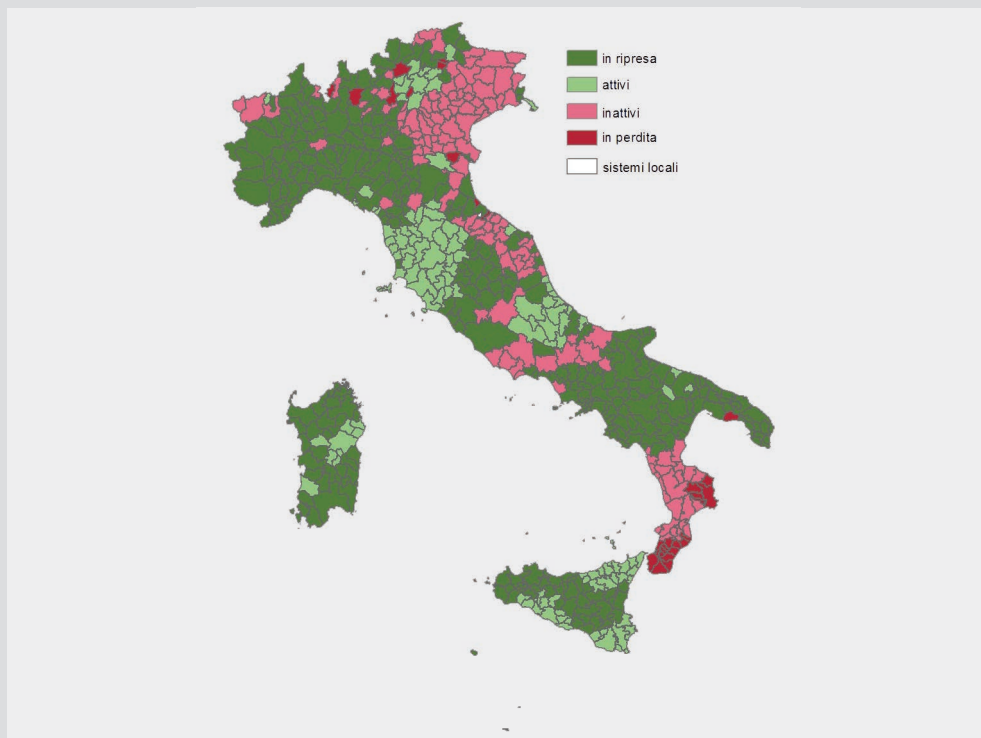 in ripresa
attivi
inattivi
in perdita
sistemi locali